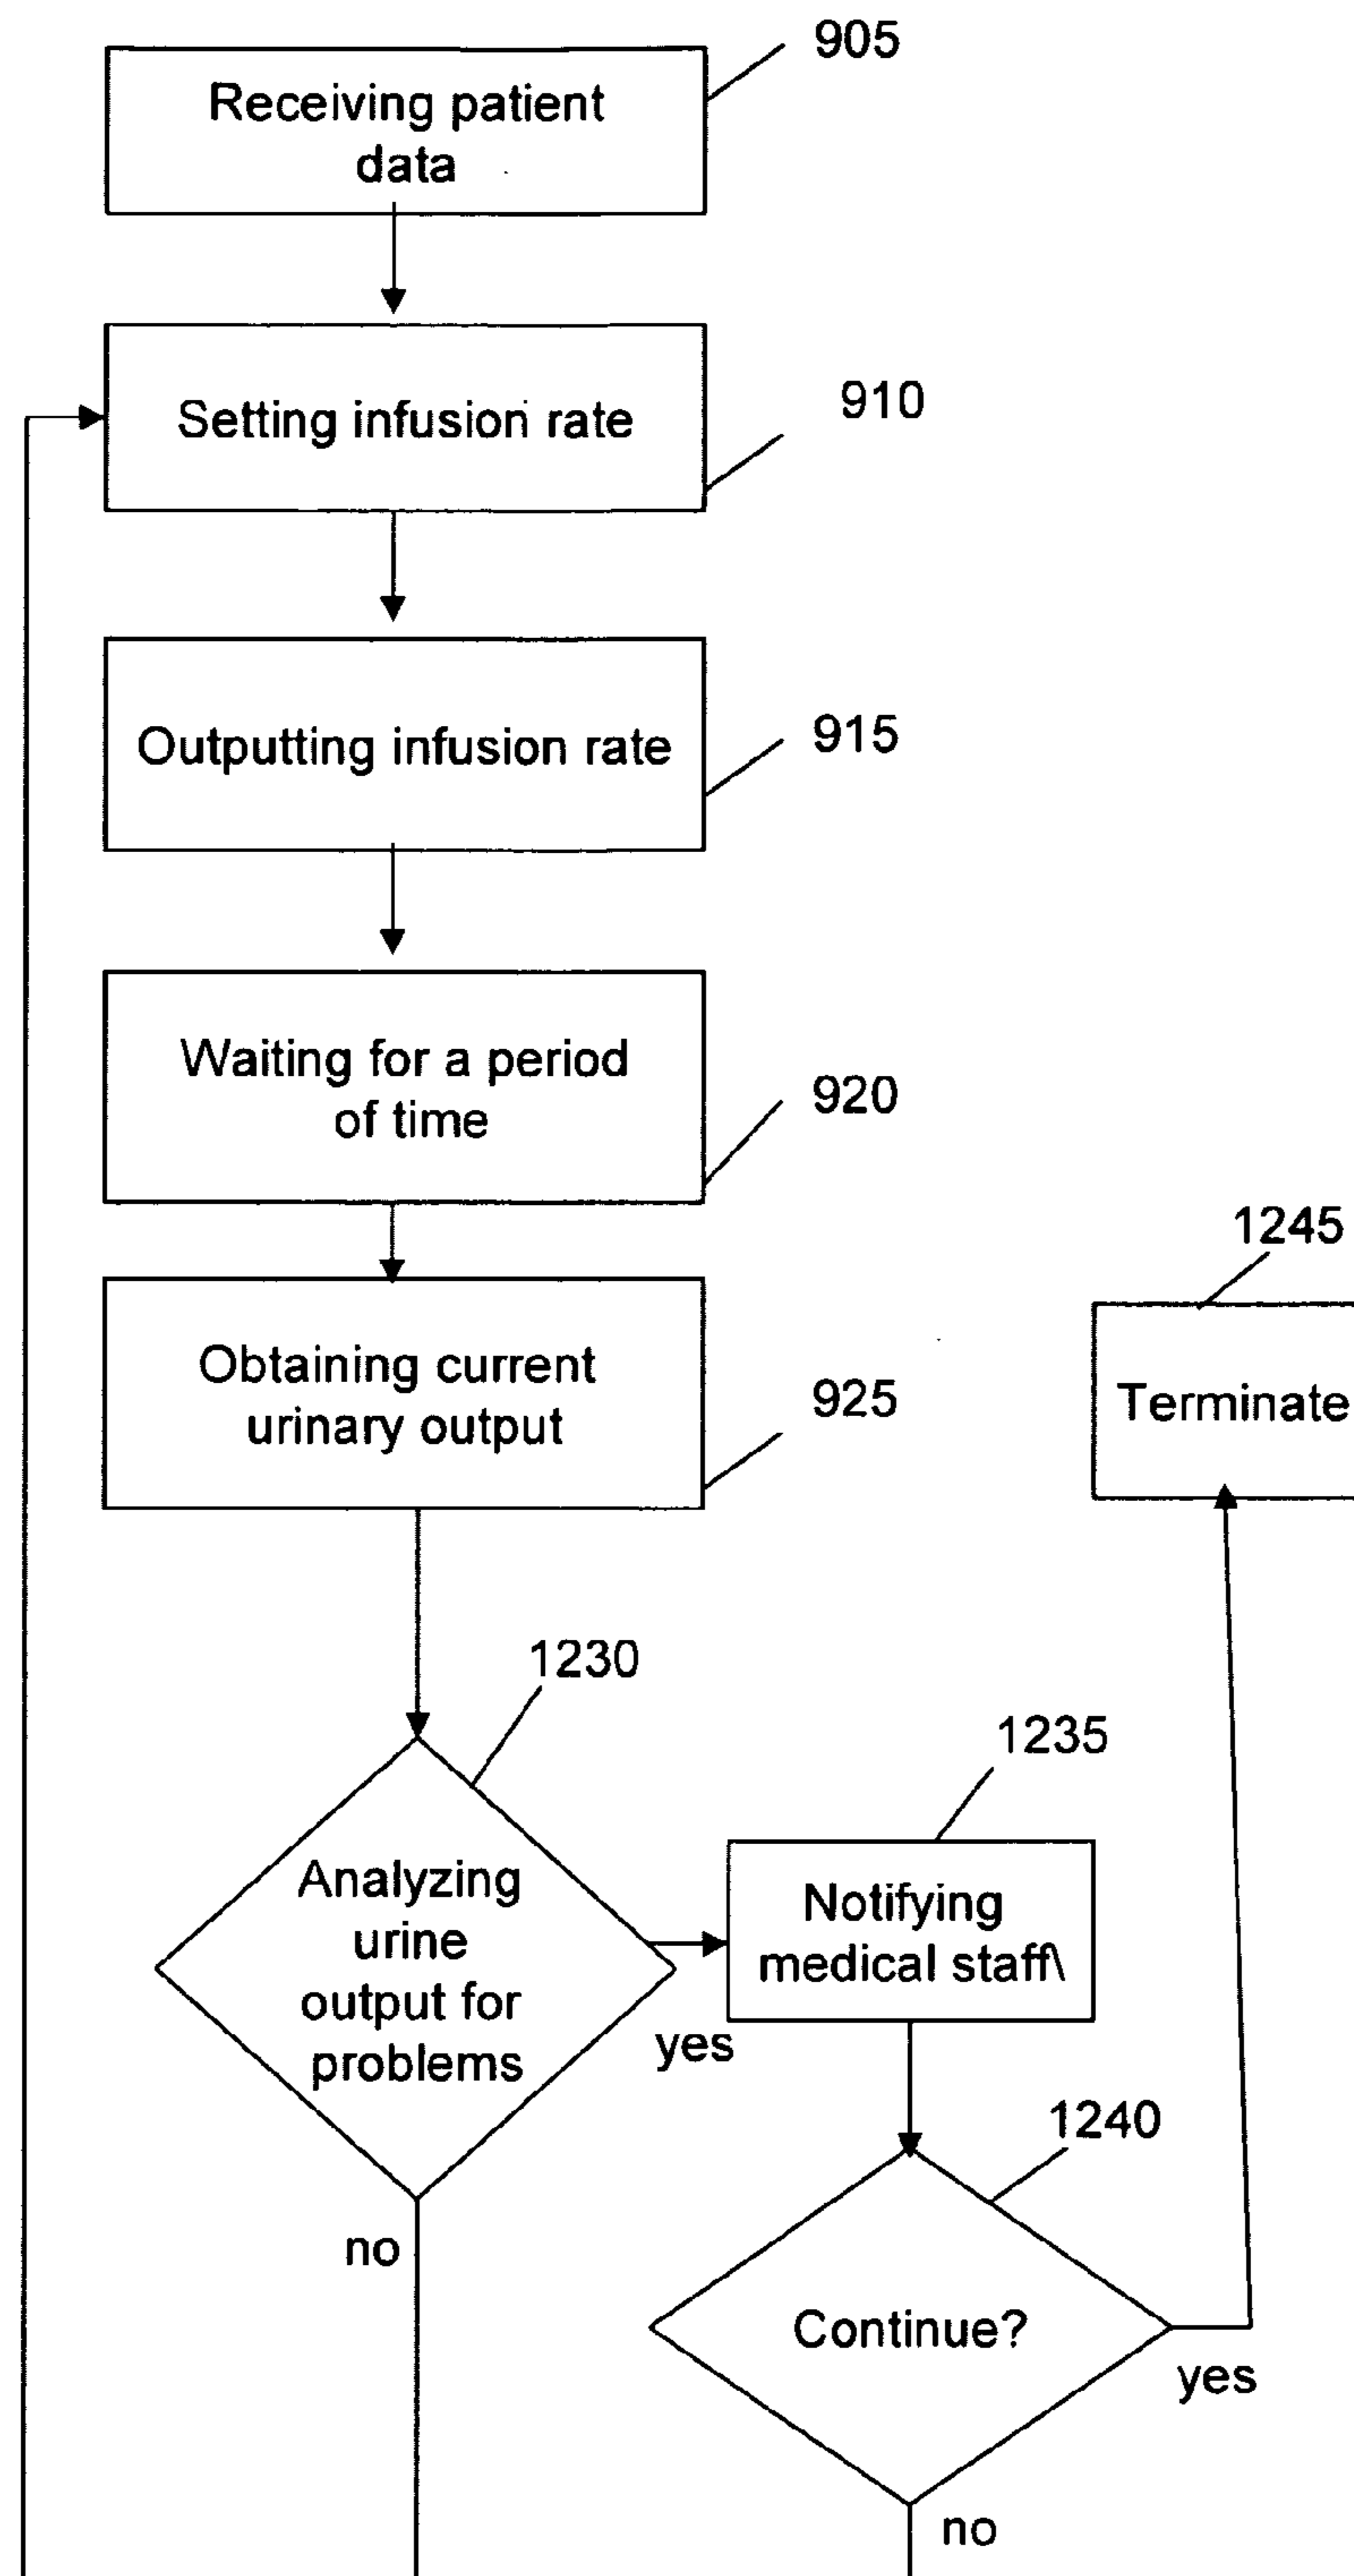 905
Receiving patient
data
910
Setting infusion rate
915
Outputting infusion rate
Waiting for a period
of time
920
1245
Terminate
Obtaining current
urinary output
925
1230
1235
Analyzing
urine
output for
problems
Notifying
medical staff\
yes
1240
no
Continue?
yes
no